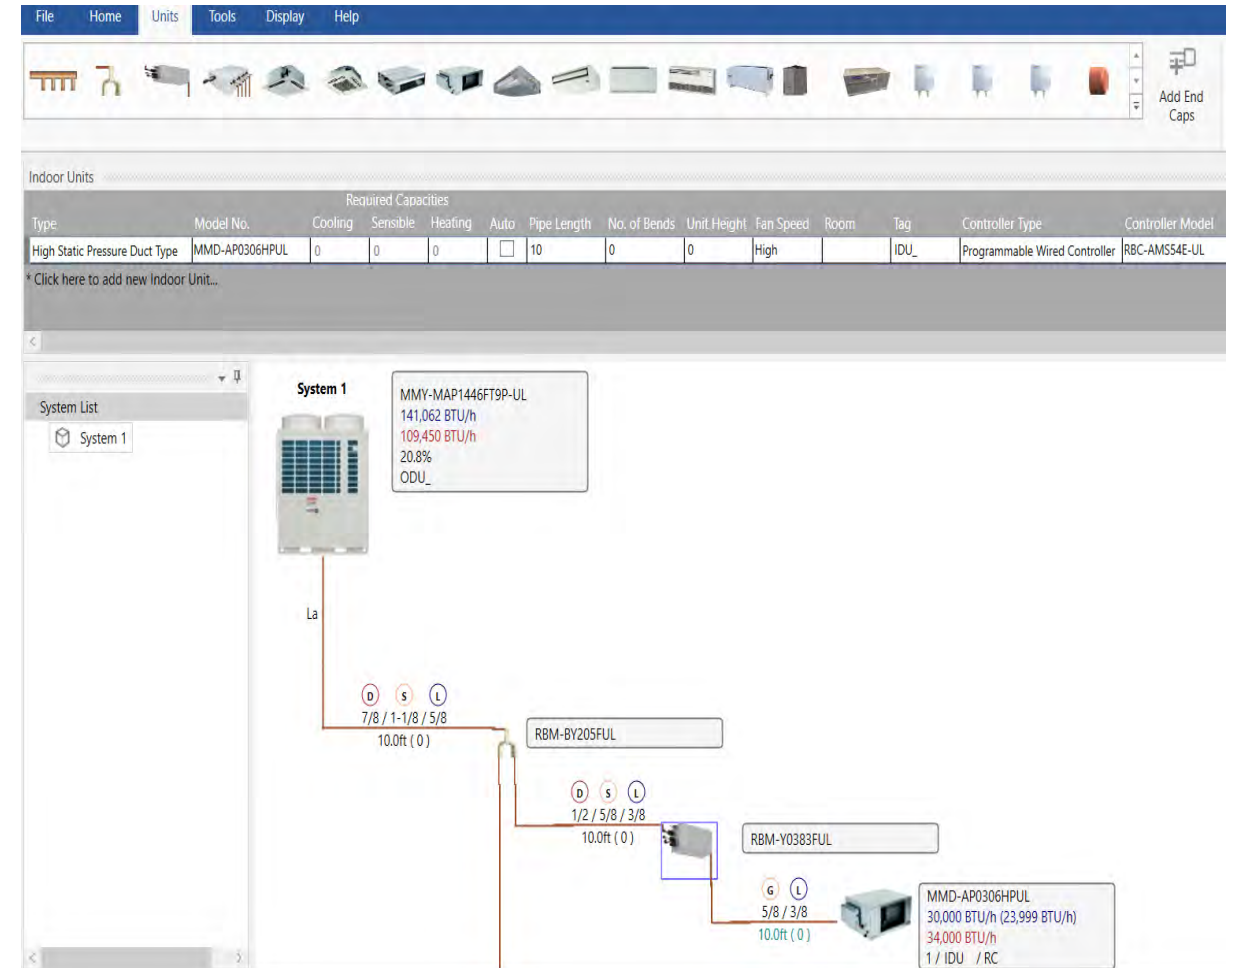 File Home Units Tools Display Help
Add End
Caps
Indoor Units
Required Capacities
Type Model No. Cooling Sensible Heating Auto Pipe Length No. of Bends Unit Height Fan Speed Room Tag Controller Type Controller Model
High Static Pressure Duct Type MMD-AP0306HPUL 0 0 0 10 0 0 High IDU_ Programmable Wired Controller RBC-AMS54E-UL
* Click here to add new Indoor Unit...
System List
System 1
System 1
MMY-MAP1446FT9P-UL
141,062 BTU/h
109,450 BTU/h
20.8%
ODU_
La
D S L
7/8 / 1-1/8 / 5/8
10.0ft ( 0 )
RBM-BY205FUL
D S L
1/2 / 5/8 / 3/8
10.0ft ( 0 )
RBM-Y0383FUL
G L
5/8 / 3/8
10.0ft ( 0 )
MMD-AP0306HPUL
30,000 BTU/h (23,999 BTU/h)
34,000 BTU/h
1 / IDU / RC